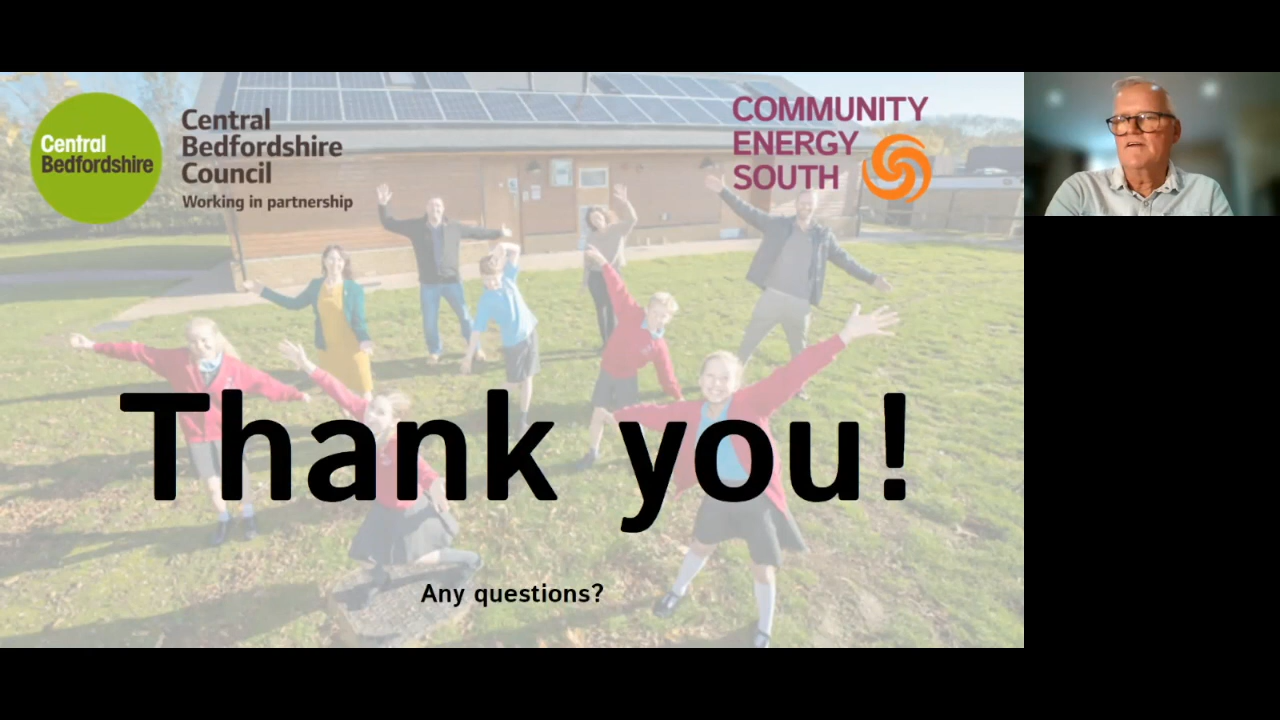 Central
Bedfordshire
Central
Bedfordshire
Council
Working in partnership
COMMUNITY
ENERGY
SOUTH
Thank you!
Any questions?